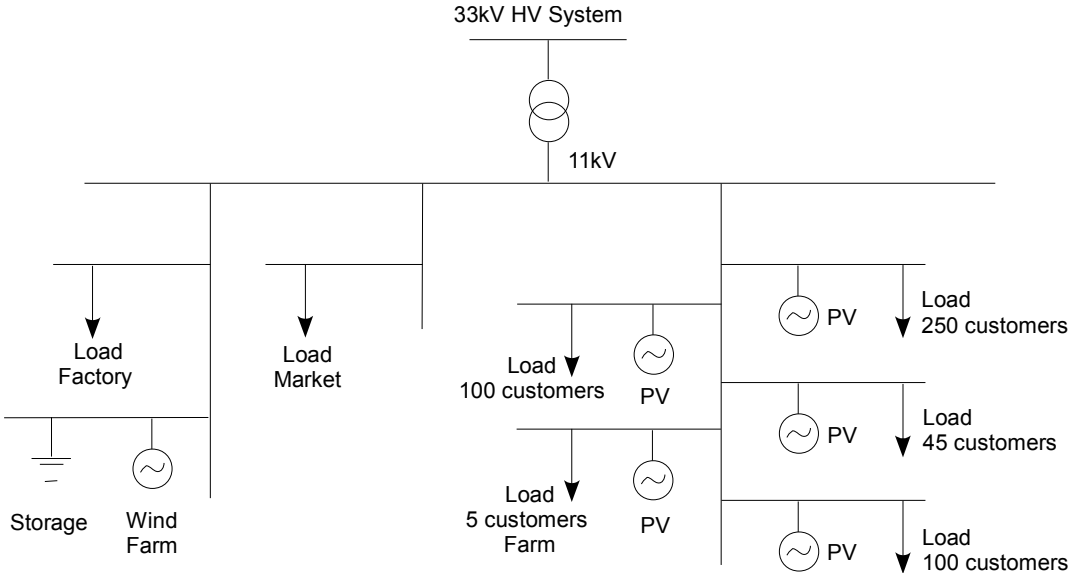 33kV HV System
11kV
Load
Factory
Load
Market
Storage
Wind
Farm
Load
100 customers
PV
Load
5 customers
Farm
PV
PV
Load
250 customers
PV
Load
45 customers
PV
Load
100 customers